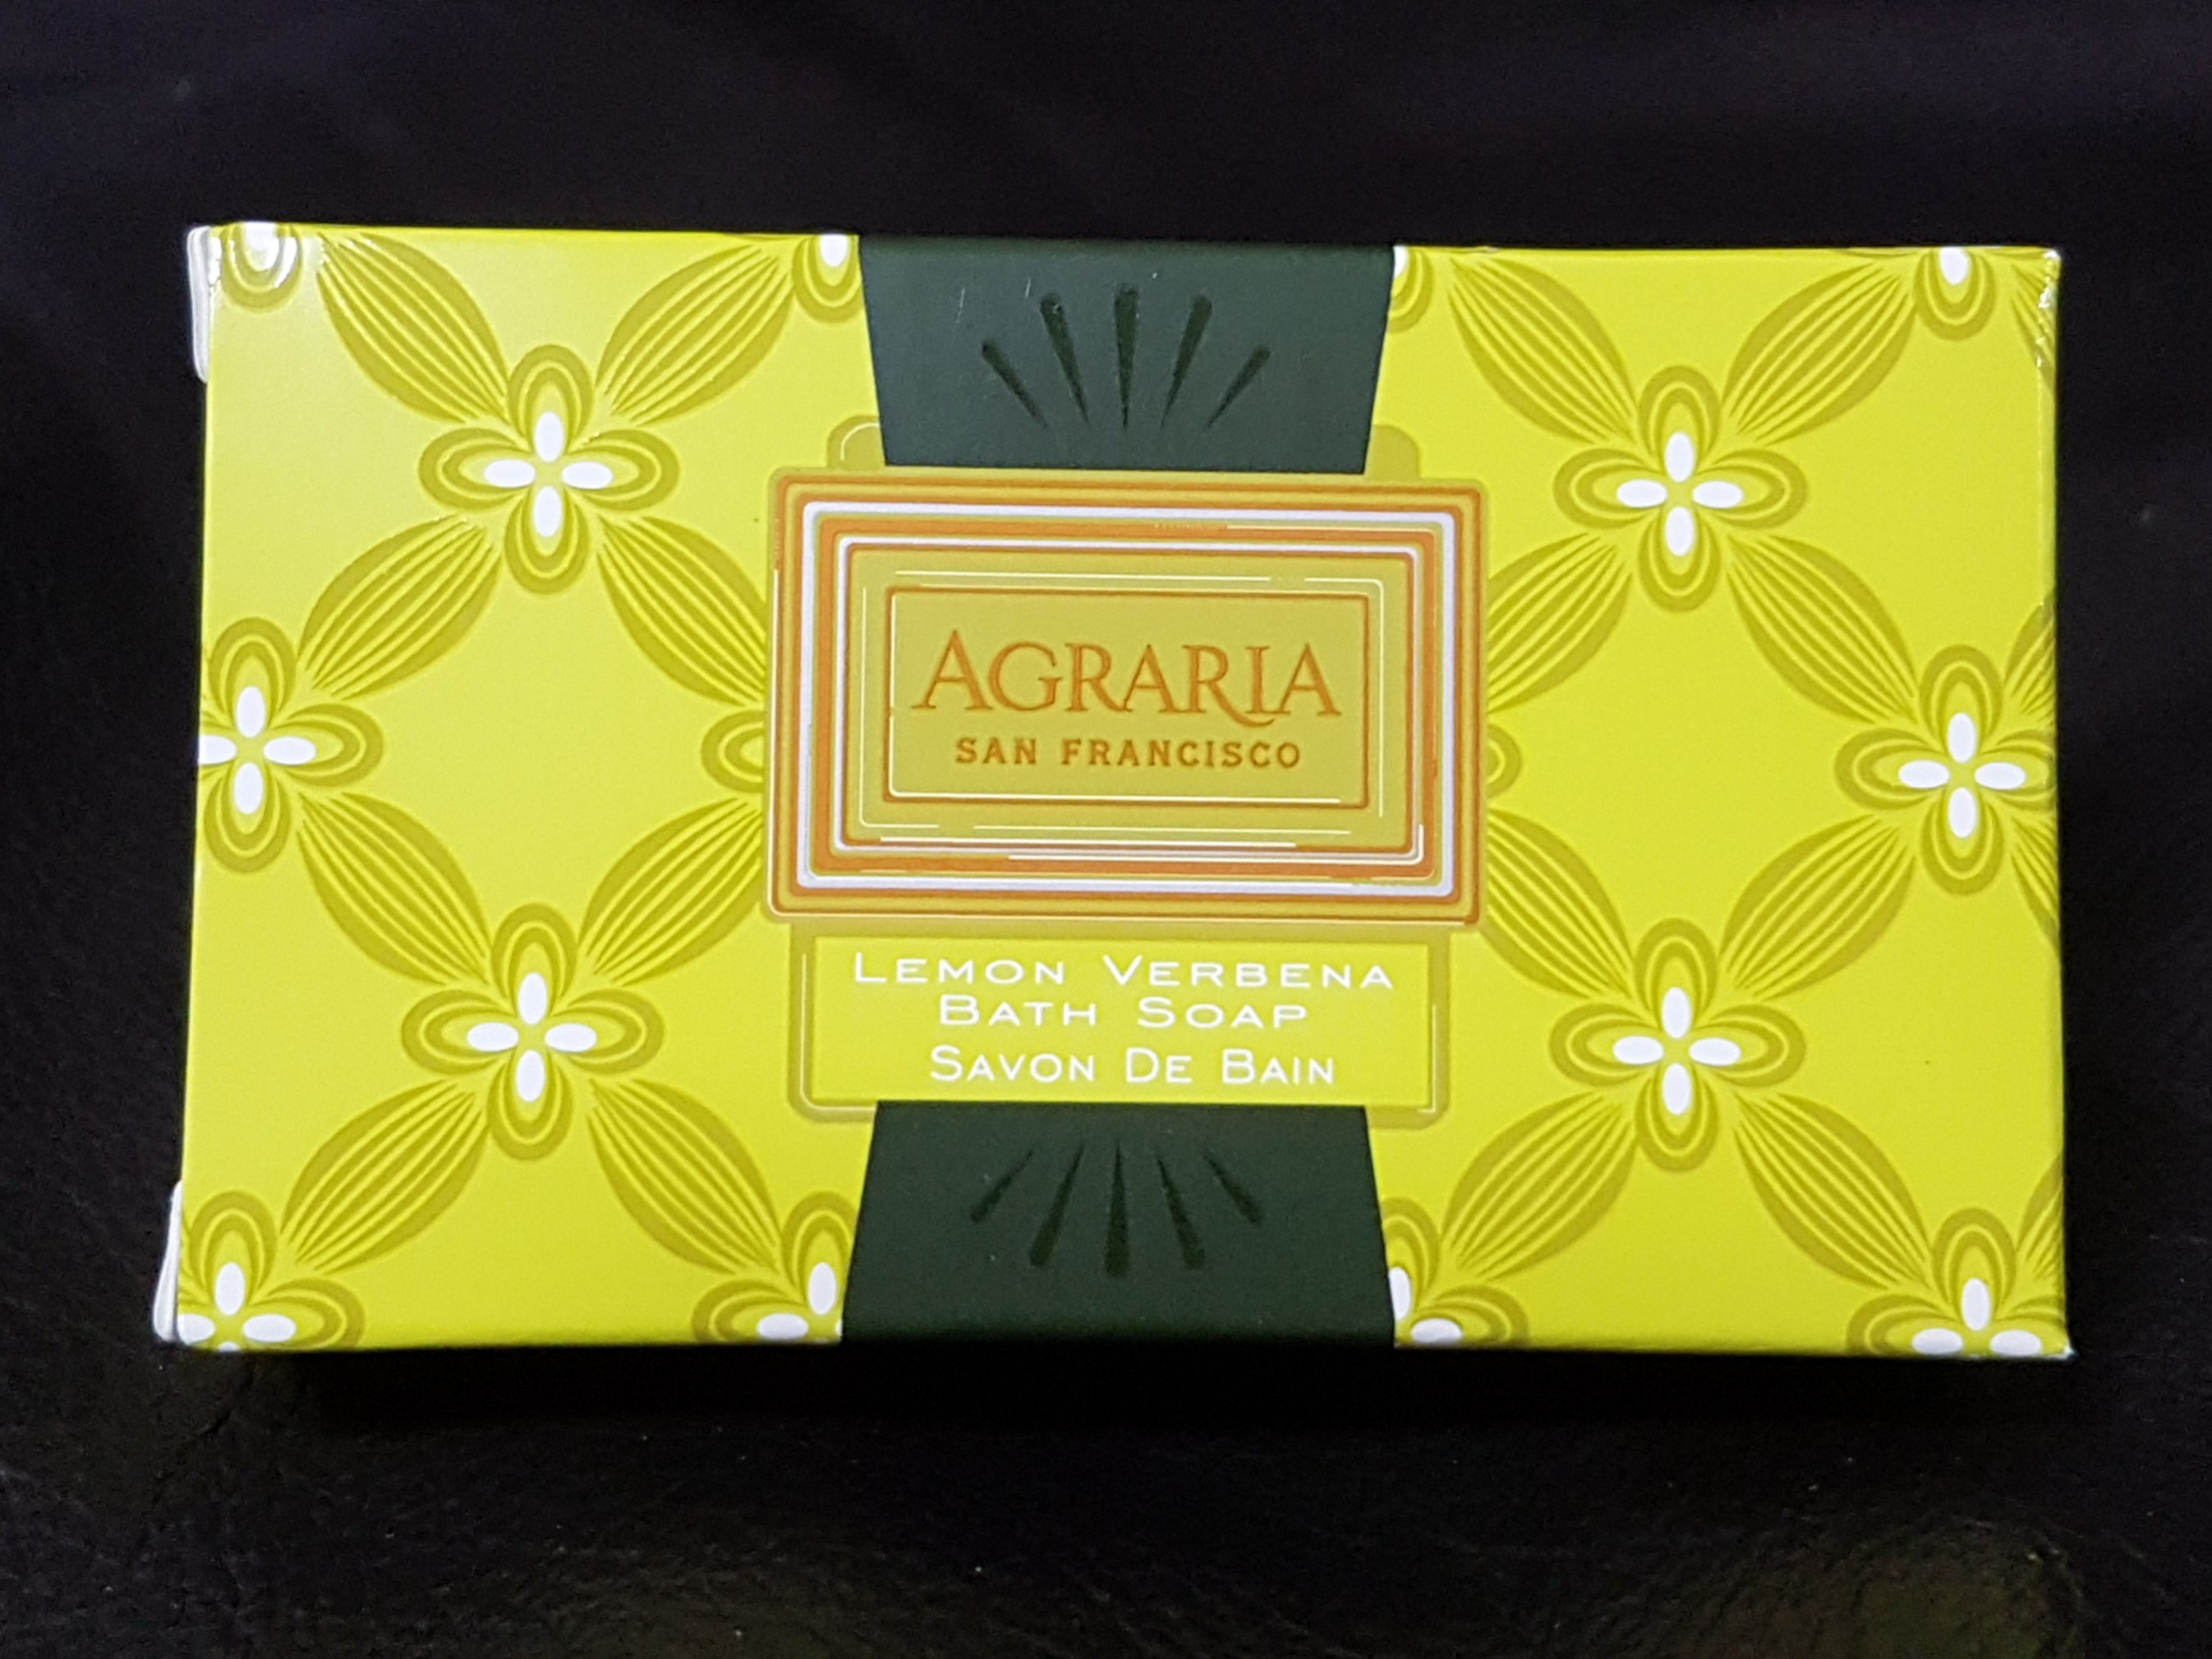 AGRARIA
SAN FRANCISCO
LEMON VERBENA
BATH SOAP
SAVON DE BAIN